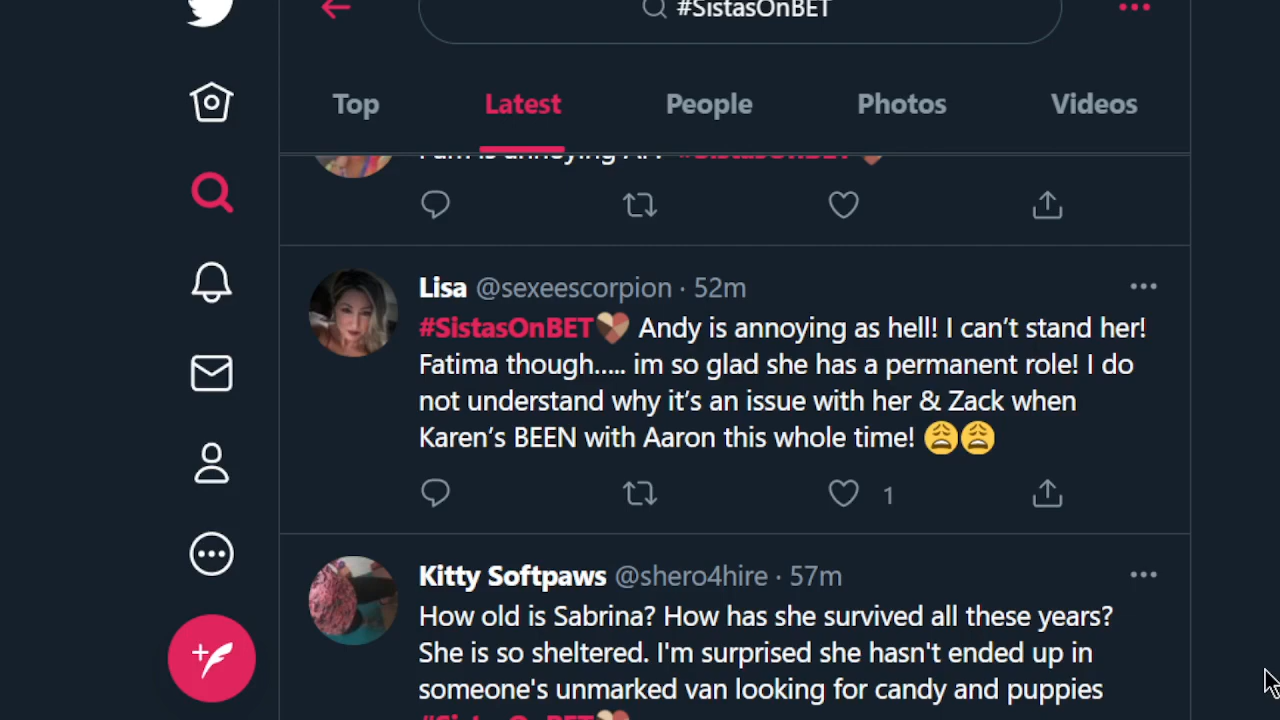 #SistasOnBET
Top Latest People Photos Videos
#SistasOnBET
Lisa @sexeescorpion · 52m
#SistasOnBET🤎 Andy is annoying as hell! I can’t stand her!
Fatima though..... im so glad she has a permanent role! I do
not understand why it’s an issue with her & Zack when
Karen’s BEEN with Aaron this whole time! 😩😩
1
Kitty Softpaws @shero4hire · 57m
How old is Sabrina? How has she survived all these years?
She is so sheltered. I'm surprised she hasn't ended up in
someone's unmarked van looking for candy and puppies
#SistasOnBET